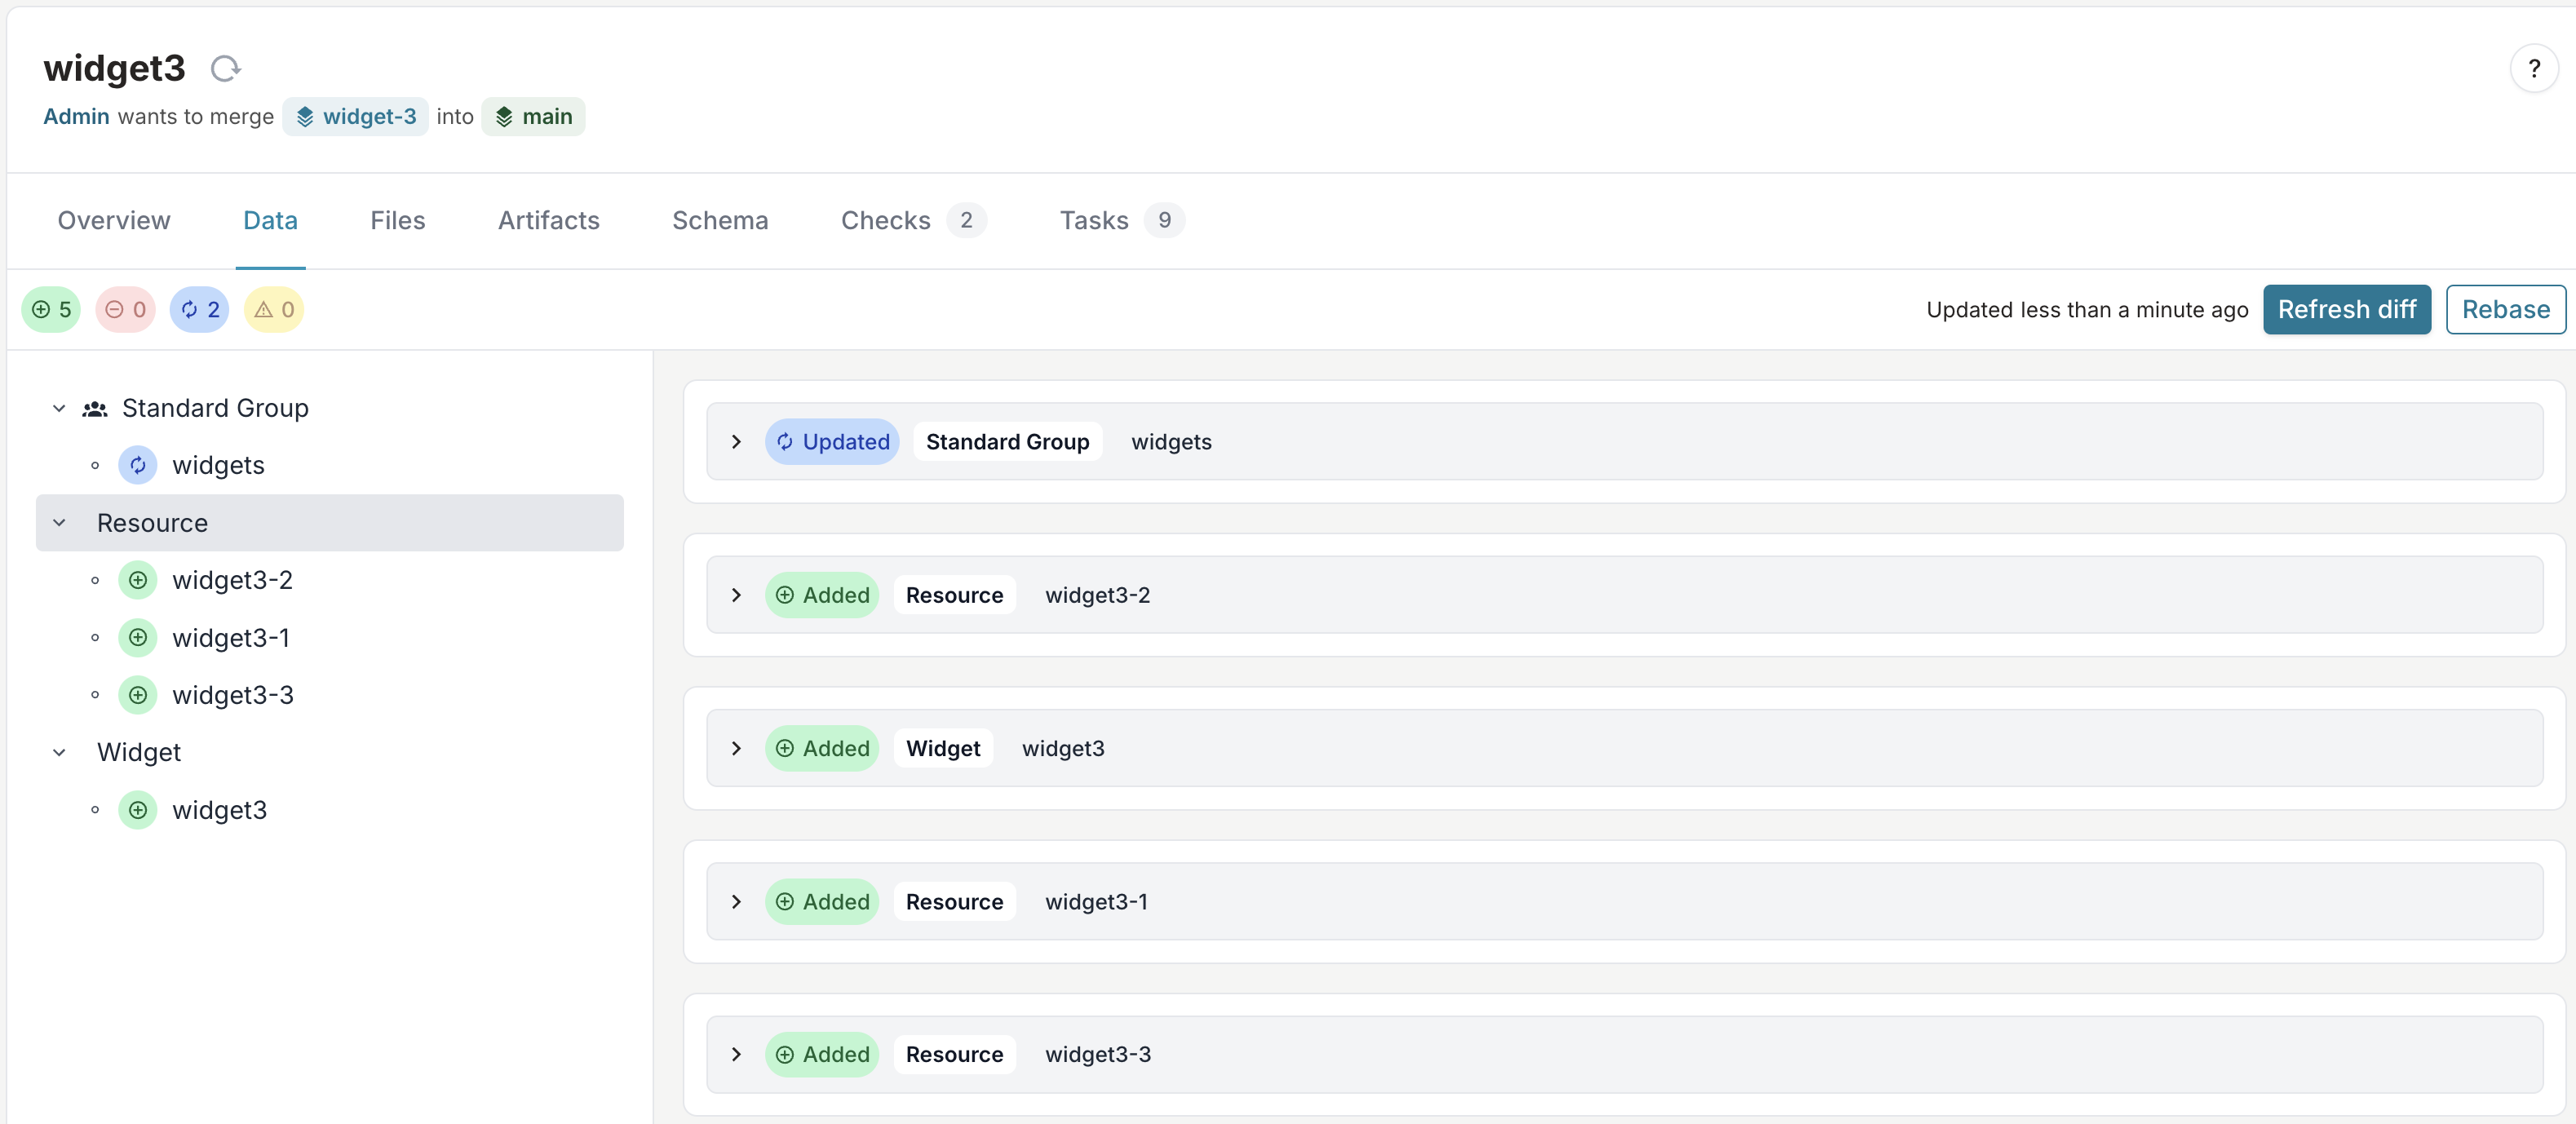 widget3
?
Admin wants to merge widget-3 into main
Overview Data Files Artifacts Schema Checks 2 Tasks 9
5 0 2 0 Updated less than a minute ago Refresh diff Rebase
Standard Group
widgets
Resource
widget3-2
widget3-1
widget3-3
Widget
widget3
Updated Standard Group widgets
Added Resource widget3-2
Added Widget widget3
Added Resource widget3-1
Added Resource widget3-3